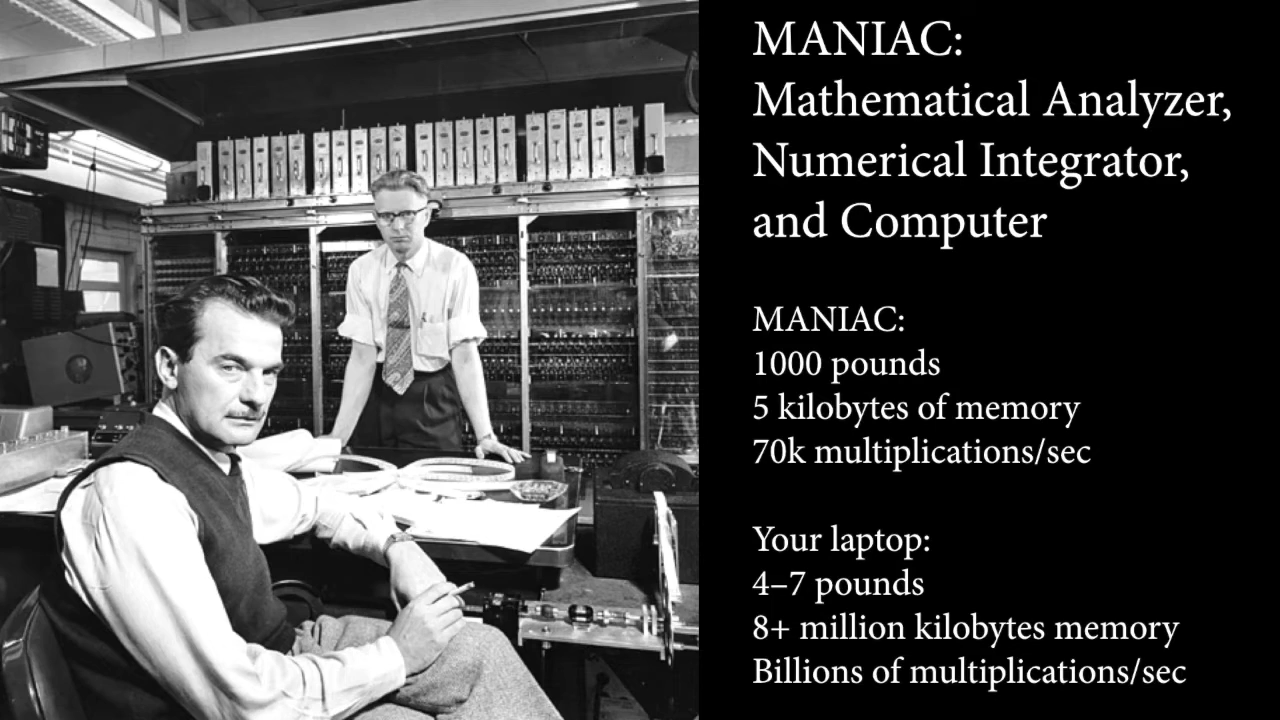 MANIAC:
Mathematical Analyzer,
Numerical Integrator,
and Computer
MANIAC:
1000 pounds
5 kilobytes of memory
70k multiplications/sec
Your laptop:
4–7 pounds
8+ million kilobytes memory
Billions of multiplications/sec